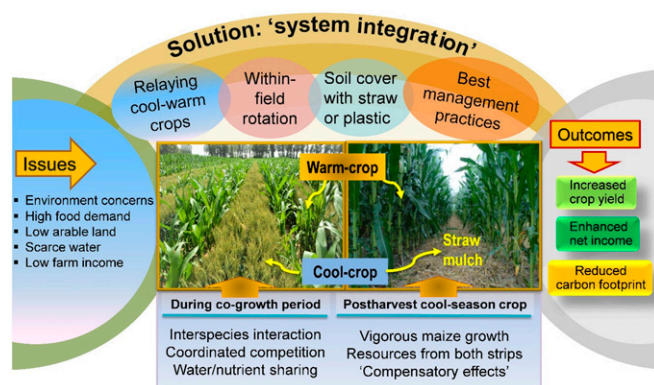 Solution: ‘system integration’
Relaying
cool-warm
crops
Within-
field
rotation
Soil cover
with straw
or plastic
Best
management
practices
Issues
▪ Environment concerns
▪ High food demand
▪ Low arable land
▪ Scarce water
▪ Low farm income
Warm-crop
Cool-crop
Straw
mulch
During co-growth period
Interspecies interaction
Coordinated competition
Water/nutrient sharing
Postharvest cool-season crop
Vigorous maize growth
Resources from both strips
‘Compensatory effects’
Outcomes
Increased
crop yield
Enhanced
net income
Reduced
carbon footprint